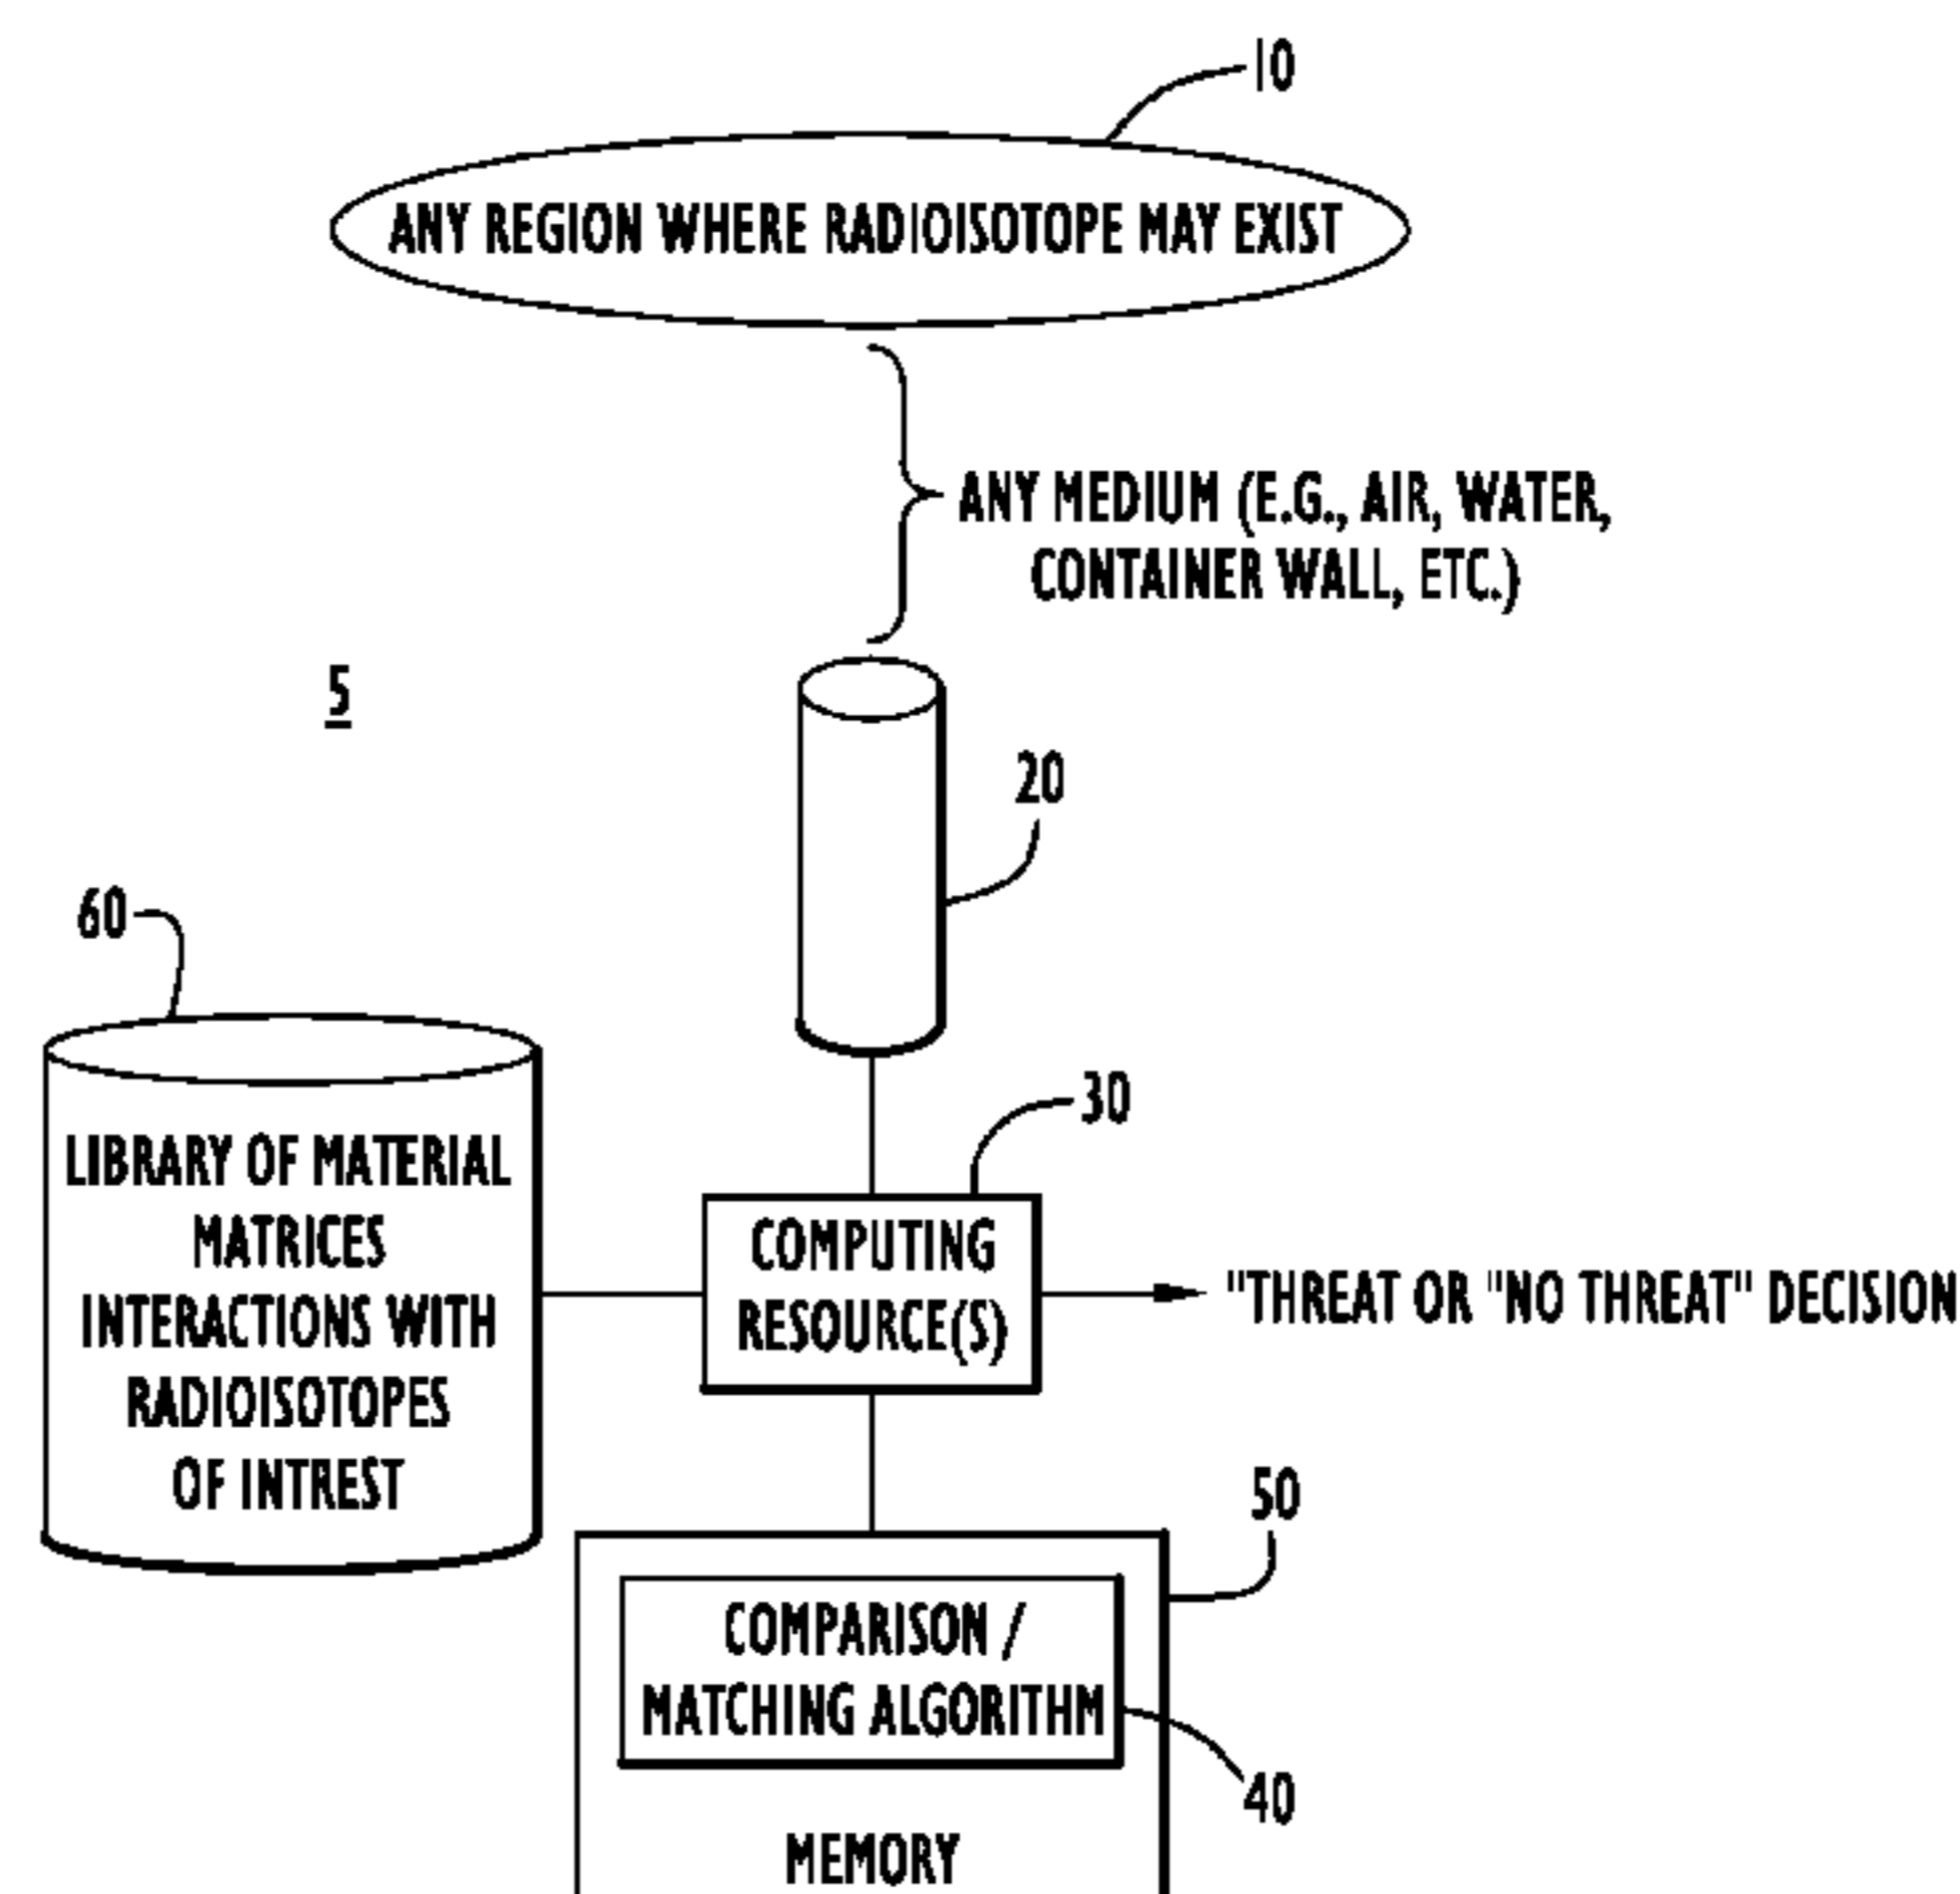 10
ANY REGION WHERE RADIOISOTOPE MAY EXIST
ANY MEDIUM (E.G., AIR, WATER,
CONTAINER WALL, ETC.)
5
20
60
30
LIBRARY OF MATERIAL
MATRICES
INTERACTIONS WITH
RADIOISOTOPES
OF INTREST
COMPUTING
RESOURCE(S)
"THREAT OR "NO THREAT" DECISION
50
COMPARISON /
MATCHING ALGORITHM
40
MEMORY